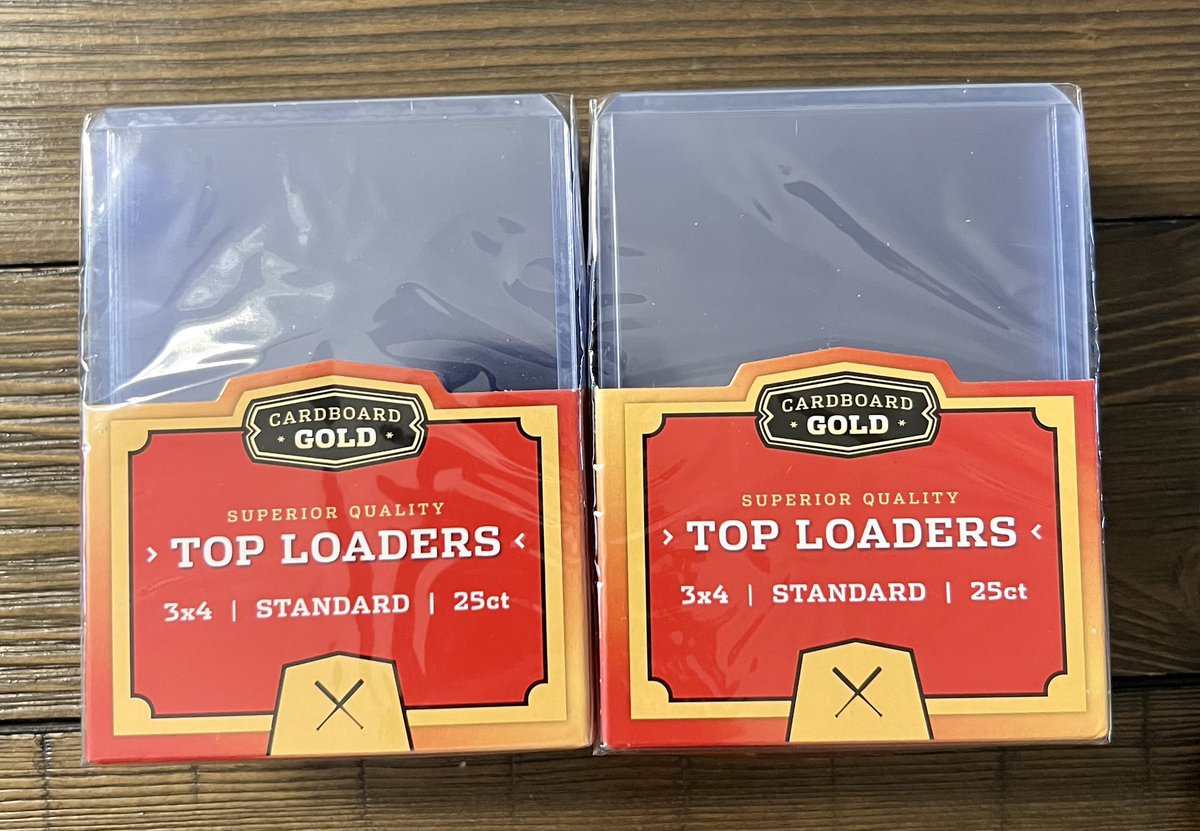 CARDBOARD
GOLD
SUPERIOR QUALITY
TOP LOADERS
3x4 | STANDARD | 25ct
CARDBOARD
GOLD
SUPERIOR QUALITY
TOP LOADERS
3x4 | STANDARD | 25ct